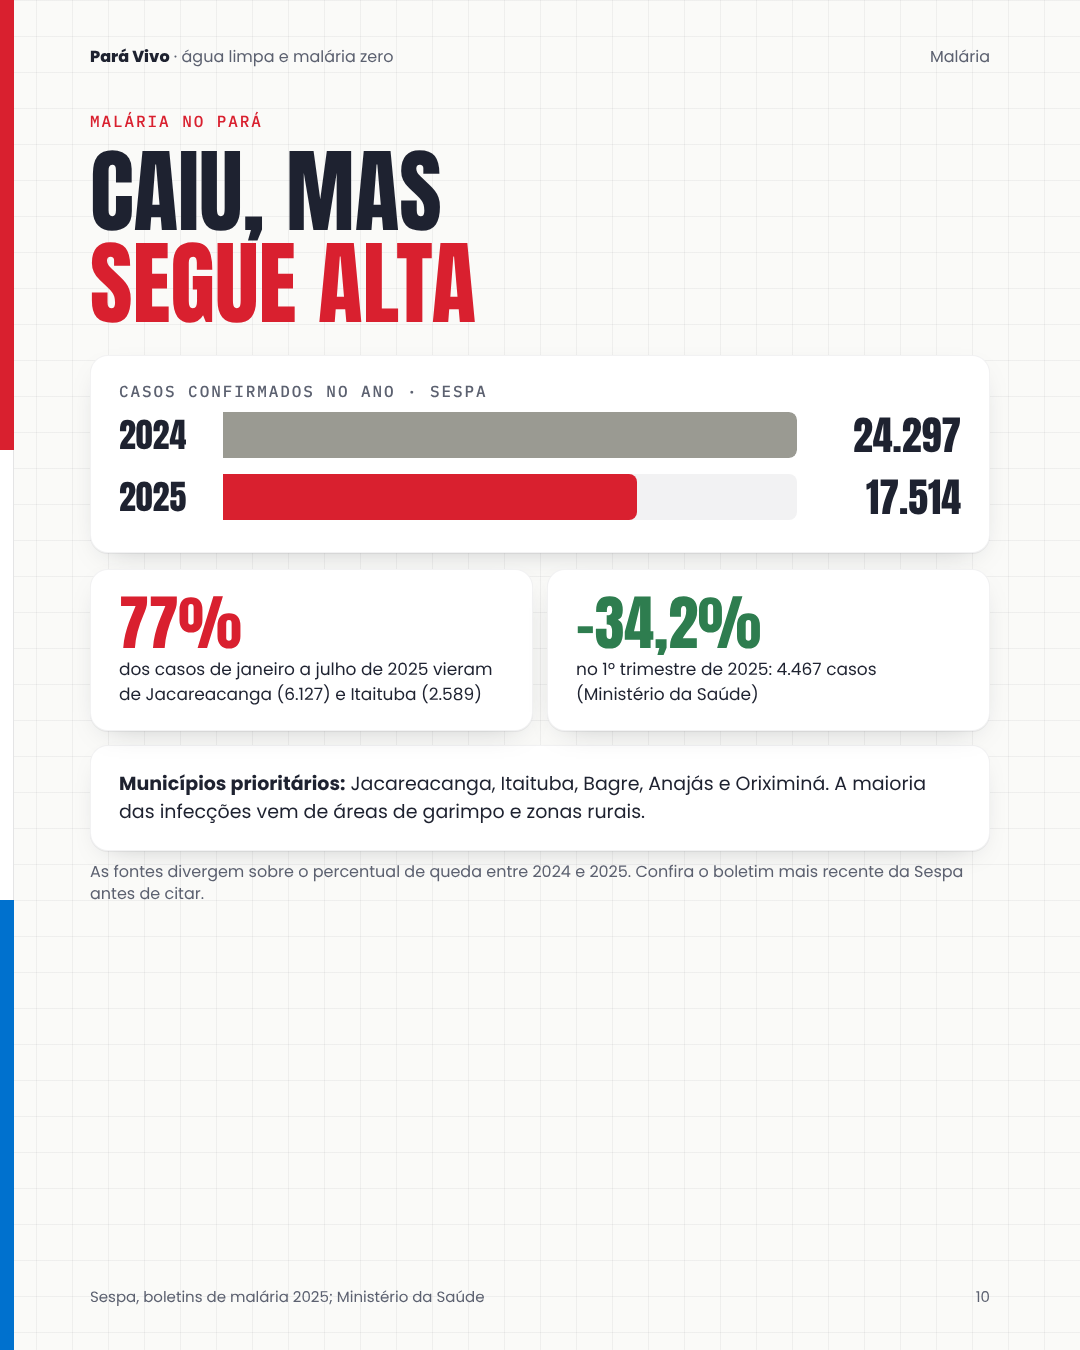 Pará Vivo · água limpa e malária zero
Malária
MALÁRIA NO PARÁ
CAIU, MAS
SEGUE ALTA
CASOS CONFIRMADOS NO ANO · SESPA
2024 24.297
2025 17.514
77%
dos casos de janeiro a julho de 2025 vieram
de Jacareacanga (6.127) e Itaituba (2.589)
-34,2%
no 1º trimestre de 2025: 4.467 casos
(Ministério da Saúde)
Municípios prioritários: Jacareacanga, Itaituba, Bagre, Anajás e Oriximiná. A maioria
das infecções vem de áreas de garimpo e zonas rurais.
As fontes divergem sobre o percentual de queda entre 2024 e 2025. Confira o boletim mais recente da Sespa
antes de citar.
Sespa, boletins de malária 2025; Ministério da Saúde
10